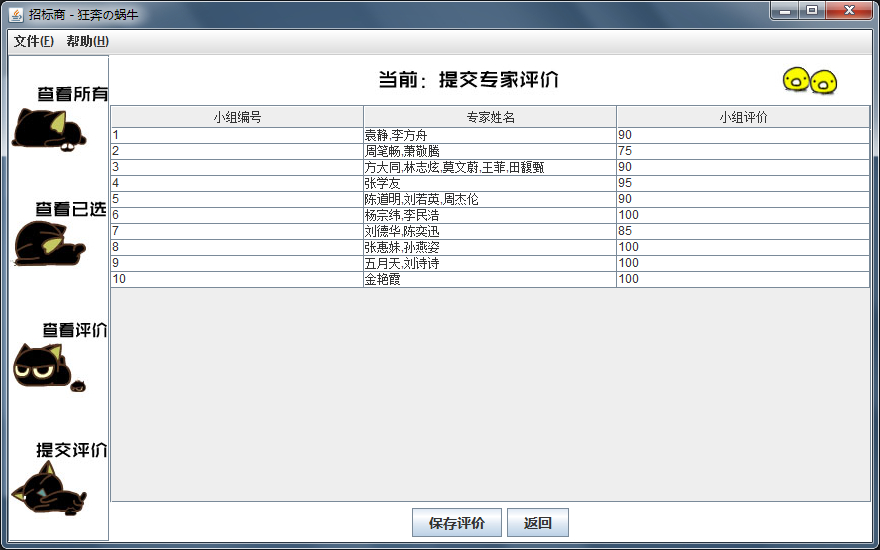 招标商 - 狂奔の蜗牛
文件(F) 帮助(H)
查看所有
查看已选
查看评价
提交评价
当前：提交专家评价
小组编号 专家姓名 小组评价
1 袁静,李方舟 90
2 周笔畅,萧敬腾 75
3 方大同,林志炫,莫文蔚,王菲,田馥甄 90
4 张学友 95
5 陈道明,刘若英,周杰伦 90
6 杨宗纬,李民浩 100
7 刘德华,陈奕迅 85
8 张惠妹,孙燕姿 100
9 五月天,刘诗诗 100
10 金艳霞 100
保存评价 返回